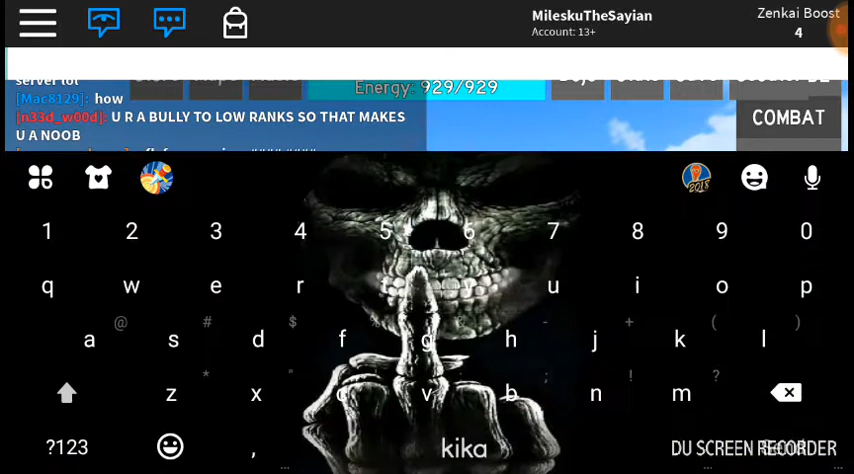 MileskuTheSayian
Account: 13+
Zenkai Boost
4
server lol
Energy: 929/929
[Mac8129]: how
[n33d_w00d]: U R A BULLY TO LOW RANKS SO THAT MAKES
U A NOOB
COMBAT
2018
1 2 3 4 5 6 7 8 9 0
q w e r t y u i o p
@ # $ - + ( )
a s d f g h j k l
* " ; ! ?
z x c v b n m
?123 , kika
DU SCREEN RECORDER